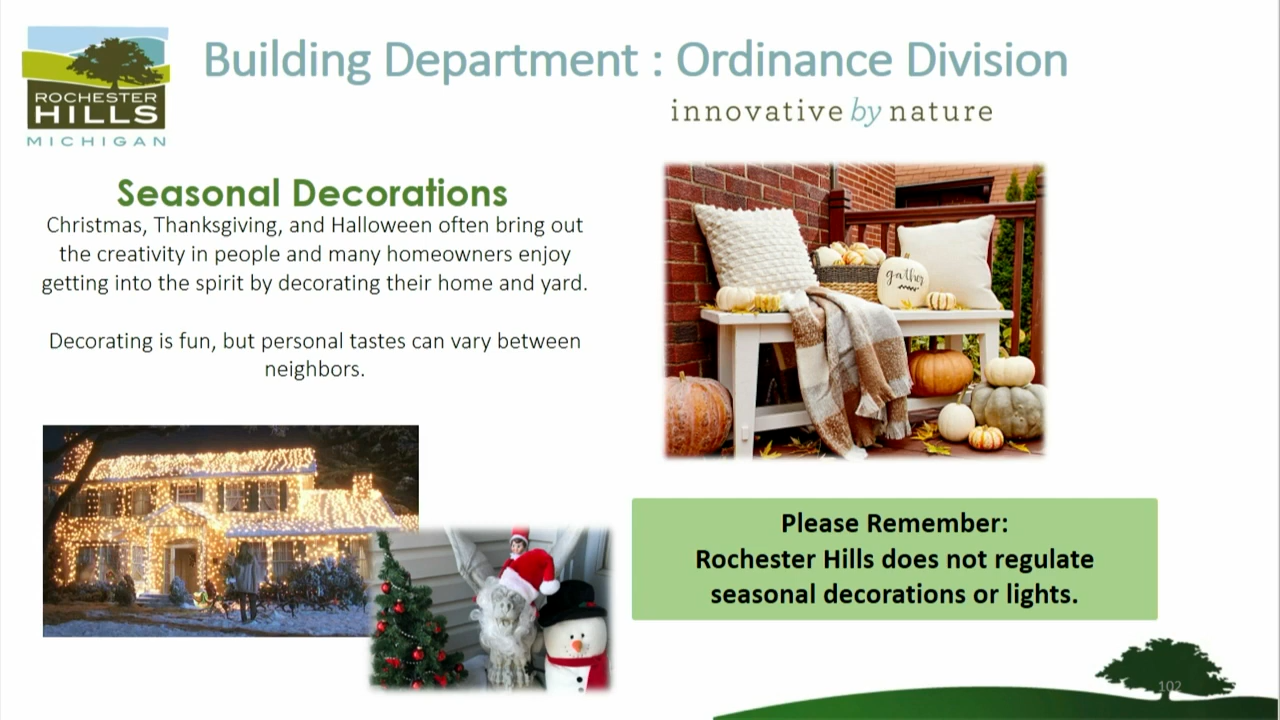 Building Department : Ordinance Division
innovative by nature
ROCHESTER
HILLS
MICHIGAN
Seasonal Decorations
Christmas, Thanksgiving, and Halloween often bring out
the creativity in people and many homeowners enjoy
getting into the spirit by decorating their home and yard.
Decorating is fun, but personal tastes can vary between
neighbors.
gather
Please Remember:
Rochester Hills does not regulate
seasonal decorations or lights.
102